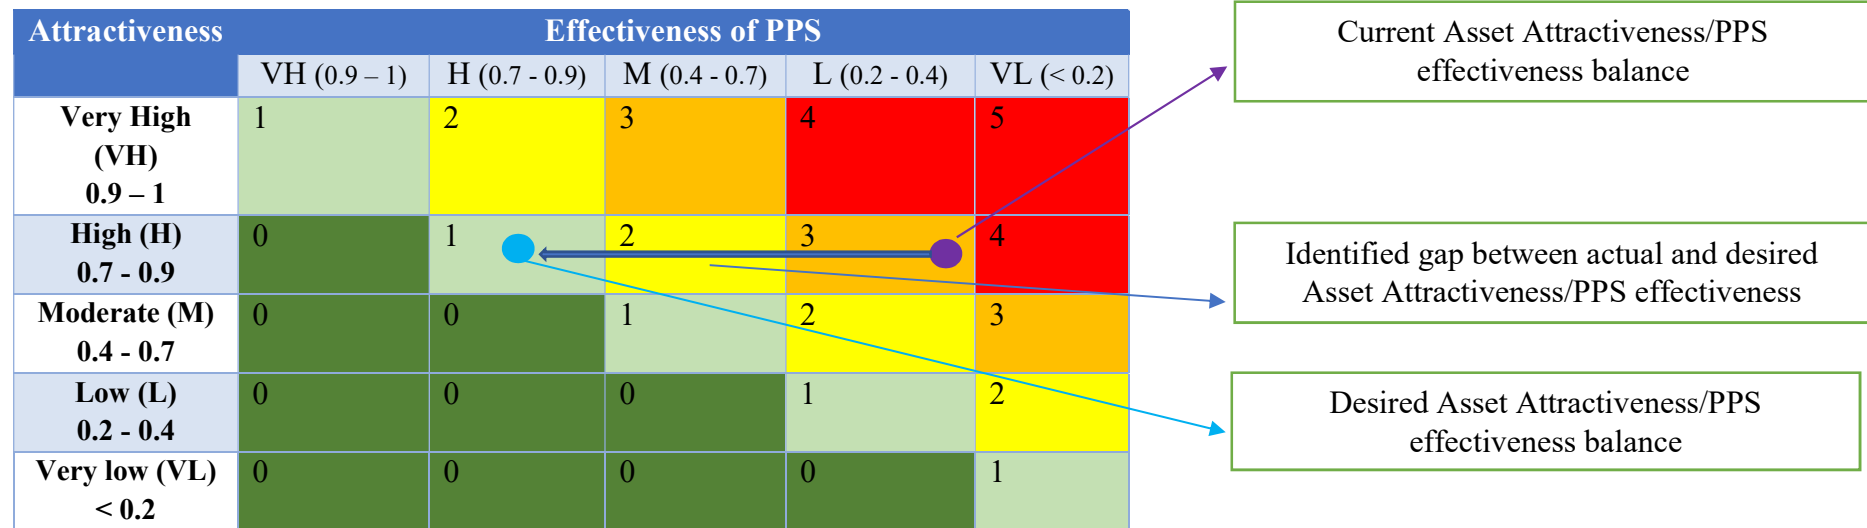 Attractiveness Effectiveness of PPS
VH (0.9 – 1) H (0.7 - 0.9) M (0.4 - 0.7) L (0.2 - 0.4) VL (< 0.2)
Very High
(VH)
0.9 – 1
1 2 3 4 5
High (H)
0.7 - 0.9
0 1 2 3 4
Moderate (M)
0.4 - 0.7
0 0 1 2 3
Low (L)
0.2 - 0.4
0 0 0 1 2
Very low (VL)
< 0.2
0 0 0 0 1
Current Asset Attractiveness/PPS
effectiveness balance
Identified gap between actual and desired
Asset Attractiveness/PPS effectiveness
Desired Asset Attractiveness/PPS
effectiveness balance